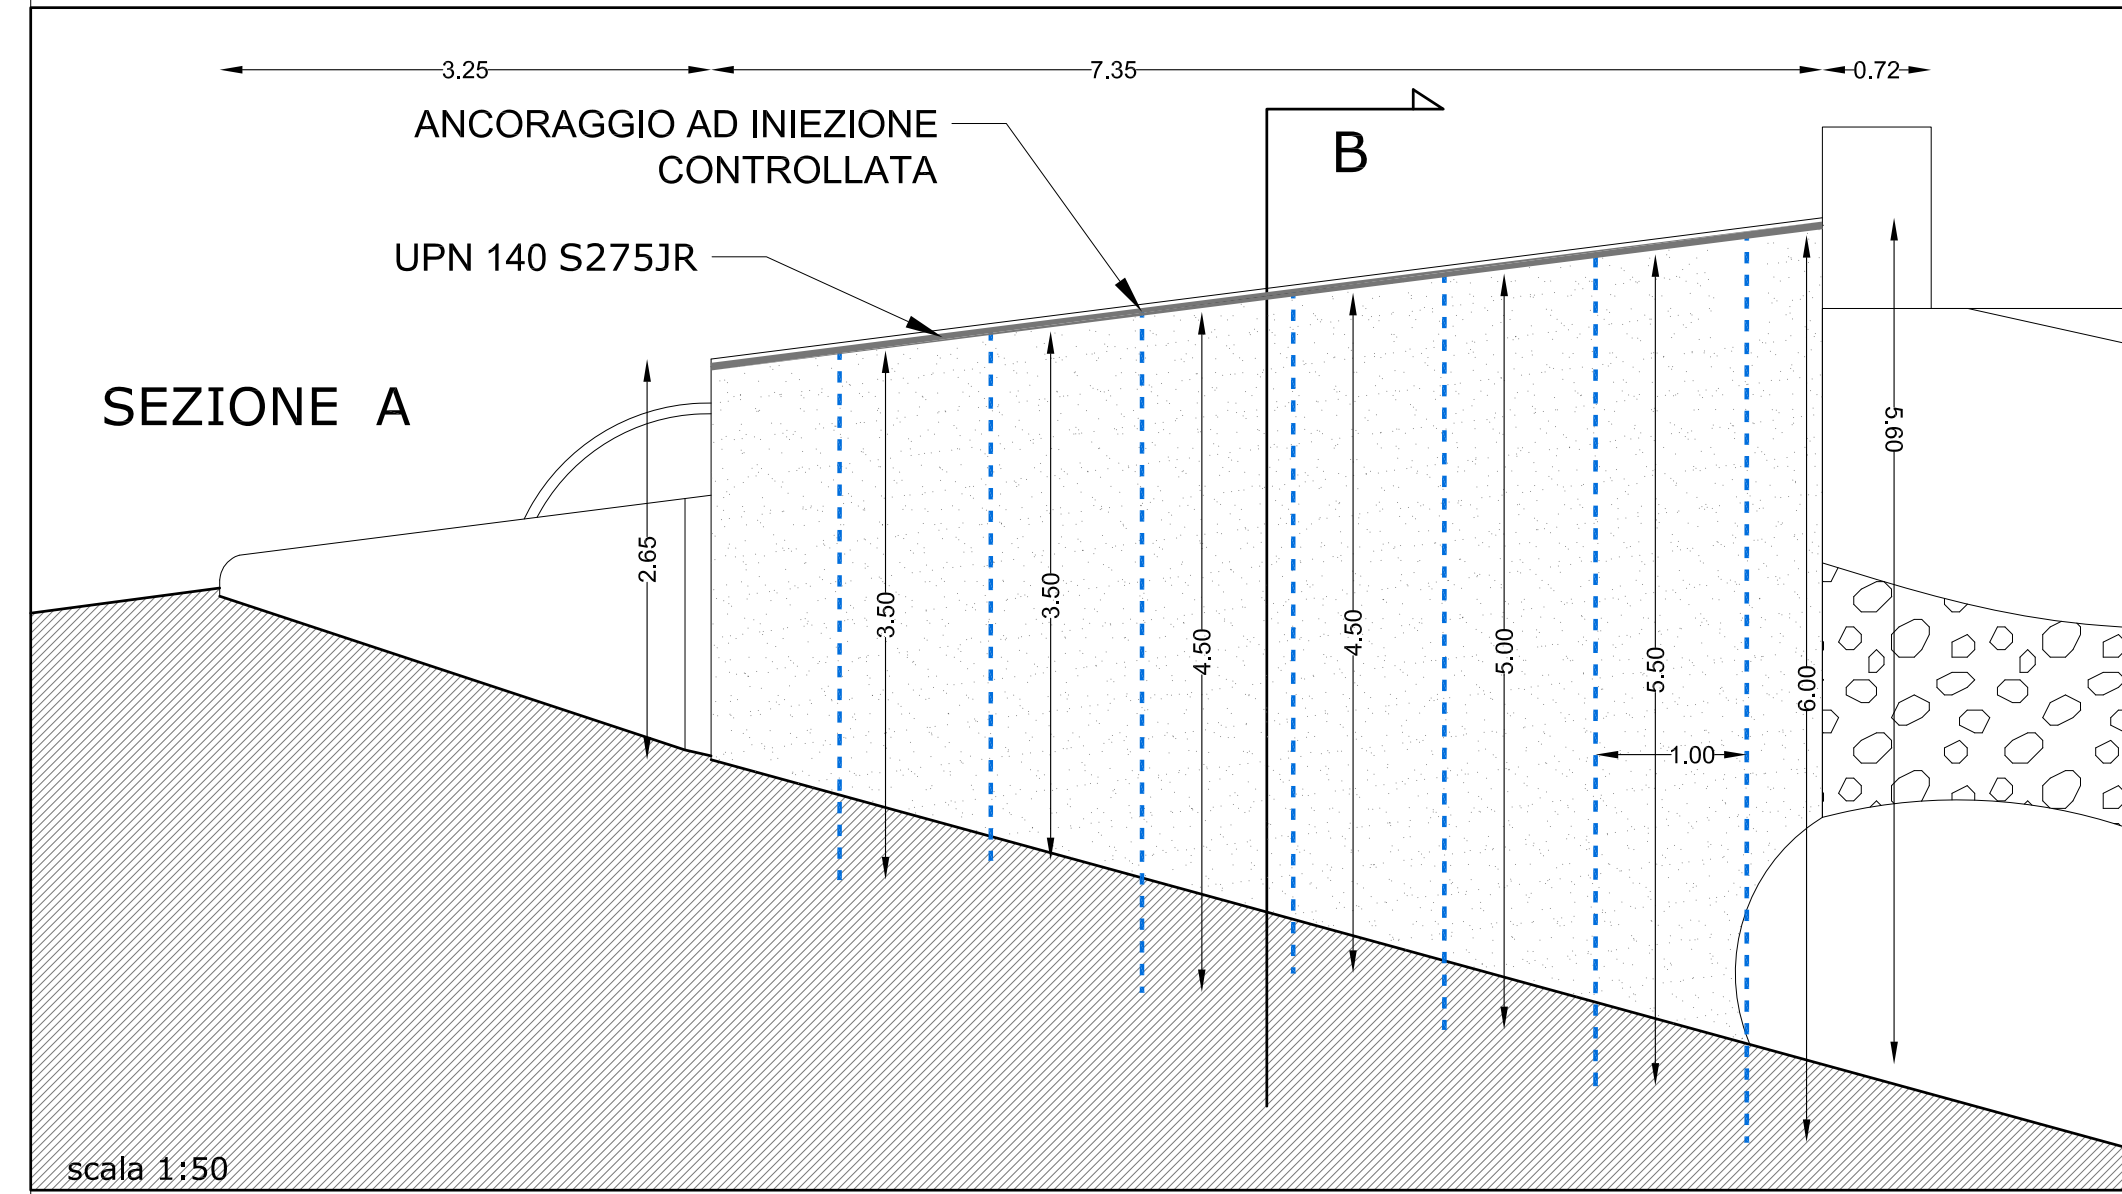 3.25
7.35
0.72
ANCORAGGIO AD INIEZIONE
CONTROLLATA
B
UPN 140 S275JR
SEZIONE A
5.60
2.65
3.50
3.50
4.50
4.50
5.00
5.50
6.00
1.00
scala 1:50